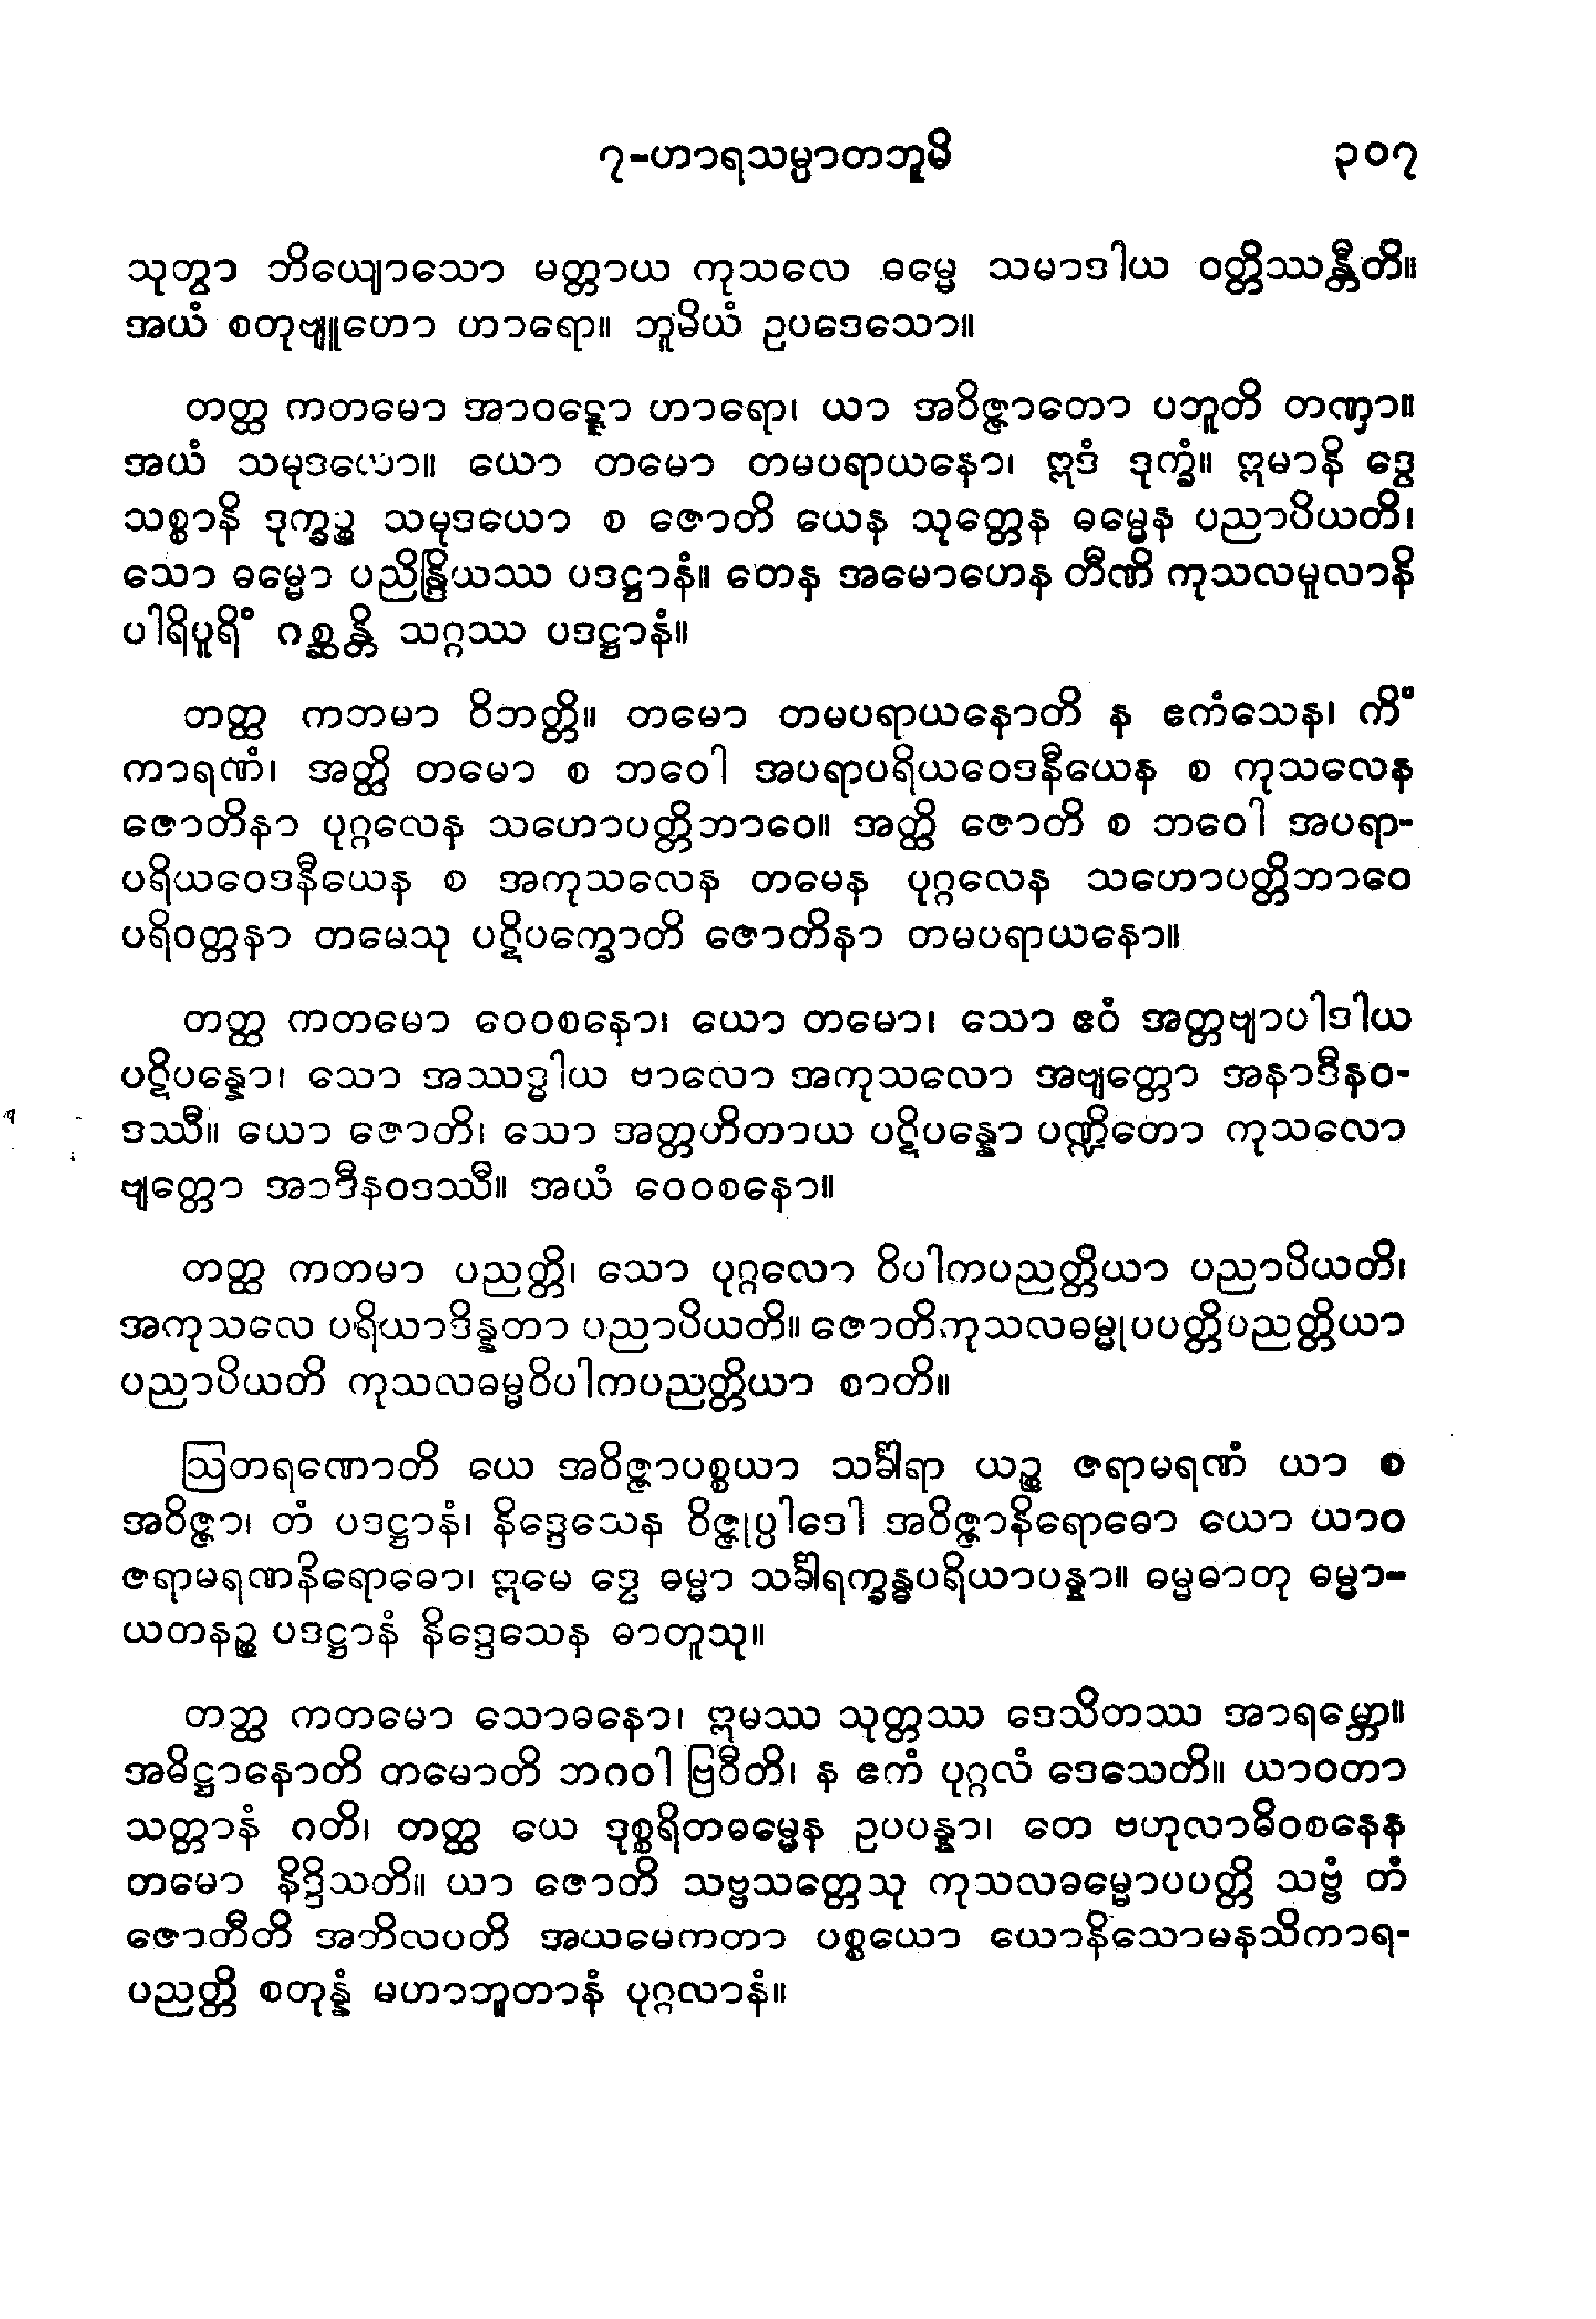 ၇-ဟာရသမ္ပာတဘူမိ ၃၀၇
သုတွာ ဘိယျောသော မတ္တာယ ကုသလေ ဓမ္မေ သမာဒါယ ဝတ္တိဿန္တီတိ။
အယံ စတုဗျူဟော ဟာရော။ ဘူမိယံ ဥပဒေသော။
တတ္ထ ကတမော အာဝဋ္ဋော ဟာရော၊ ယာ အဝိဇ္ဇာတော ပဘူတိ တဏှာ။
အယံ သမုဒယော။ ယော တမော တမပရာယနော၊ ဣဒံ ဒုက္ခံ။ ဣမာနိ ဒွေ
သစ္စာနိ ဒုက္ခဉ္စ သမုဒယော စ ဇောတိ ယေန သုတ္တေန ဓမ္မေန ပညာပိယတိ၊
သော ဓမ္မော ပညိန္ဒြိယဿ ပဒဋ္ဌာနံ။ တေန အမောဟေန တီဏိ ကုသလမူလာနိ
ပါရိပူရိံ ဂစ္ဆန္တိ သဂ္ဂဿ ပဒဋ္ဌာနံ။
တတ္ထ ကဘမာ ဝိဘတ္တိ။ တမော တမပရာယနောတိ န ဧကံသေန၊ ကိံ
ကာရဏံ၊ အတ္ထိ တမော စ ဘဝေါ အပရာပရိယဝေဒနီယေန စ ကုသလေန
ဇောတိနာ ပုဂ္ဂလေန သဟောပတ္တိဘာဝေ။ အတ္ထိ ဇောတိ စ ဘဝေါ အပရာ-
ပရိယဝေဒနီယေန စ အကုသလေန တမေန ပုဂ္ဂလေန သဟောပတ္တိဘာဝေ
ပရိဝတ္တနာ တမေသု ပဋိပက္ခောတိ ဇောတိနာ တမပရာယနော။
တတ္ထ ကတမော ဝေဝစနော၊ ယော တမော၊ သော ဧဝံ အတ္တဗျာပါဒါယ
ပဋိပန္နော၊ သော အဿဒ္ဓါယ ဗာလော အကုသလော အဗျတ္တော အနာဒီနဝ-
ဒဿီ။ ယော ဇောတိ၊ သော အတ္တဟိတာယ ပဋိပန္နော ပဏ္ဍိတော ကုသလော
ဗျတ္တော အာဒီနဝဒဿီ။ အယံ ဝေဝစနော။
တတ္ထ ကတမာ ပညတ္တိ၊ သော ပုဂ္ဂလော ဝိပါကပညတ္တိယာ ပညာပိယတိ၊
အကုသလေ ပရိယာဒိန္နတာ ပညာပိယတိ။ ဇောတိကုသလဓမ္မုပပတ္တိပညတ္တိယာ
ပညာပိယတိ ကုသလဓမ္မဝိပါကပညတ္တိယာ စာတိ။
ဩတရဏောတိ ယေ အဝိဇ္ဇာပစ္စယာ သင်္ခါရာ ယဉ္စ ဇရာမရဏံ ယာ စ
အဝိဇ္ဇာ၊ တံ ပဒဋ္ဌာနံ၊ နိဒ္ဒေသေန ဝိဇ္ဇုပ္ပါဒေါ အဝိဇ္ဇာနိရောဓော ယော ယာဝ
ဇရာမရဏနိရောဓော၊ ဣမေ ဒွေ ဓမ္မာ သင်္ခါရက္ခန္ဓပရိယာပန္နာ။ ဓမ္မဓာတု ဓမ္မာ-
ယတနဉ္စ ပဒဋ္ဌာနံ နိဒ္ဒေသေန ဓာတူသု။
တတ္ထ ကတမော သောဓနော၊ ဣမဿ သုတ္တဿ ဒေသိတဿ အာရမ္ဘော။
အဓိဋ္ဌာနောတိ တမောတိ ဘဂဝါ ဗြဝီတိ၊ န ဧကံ ပုဂ္ဂလံ ဒေသေတိ။ ယာဝတာ
သတ္တာနံ ဂတိ၊ တတ္ထ ယေ ဒုစ္စရိတဓမ္မေန ဥပပန္နာ၊ တေ ဗဟုလာဓိဝစနေန
တမော နိဒ္ဒိသတိ။ ယာ ဇောတိ သဗ္ဗသတ္တေသု ကုသလဓမ္မောပပတ္တိ သဗ္ဗံ တံ
ဇောတီတိ အဘိလပတိ အယမေကတာ ပစ္စယော ယောနိသောမနသိကာရ-
ပညတ္တိ စတုန္နံ မဟာဘူတာနံ ပုဂ္ဂလာနံ။